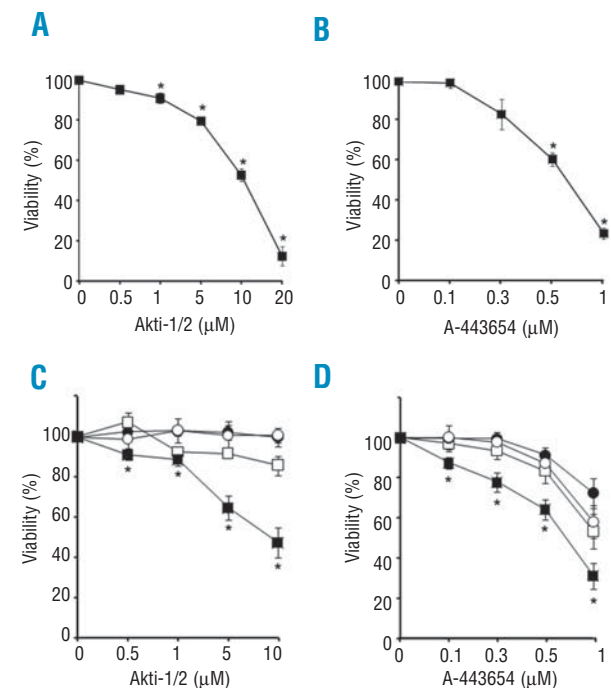 A
Viability (%)
100
80
60
40
20
0
*
*
*
*
0 0.5 1 5 10 20
Akti-1/2 (μM)
B
Viability (%)
100
80
60
40
20
0
*
*
0 0.1 0.3 0.5 1
A-443654 (μM)
C
Viability (%)
100
80
60
40
20
0
*
*
*
*
0 0.5 1 5 10
Akti-1/2 (μM)
D
Viability (%)
100
80
60
40
20
0
*
*
*
*
0 0.1 0.3 0.5 1
A-443654 (μM)